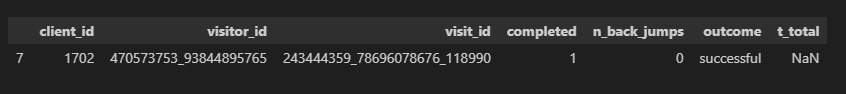 client_id visitor_id visit_id completed n_back_jumps outcome t_total
7 1702 470573753_93844895765 243444359_78696078676_118990 1 0 successful NaN